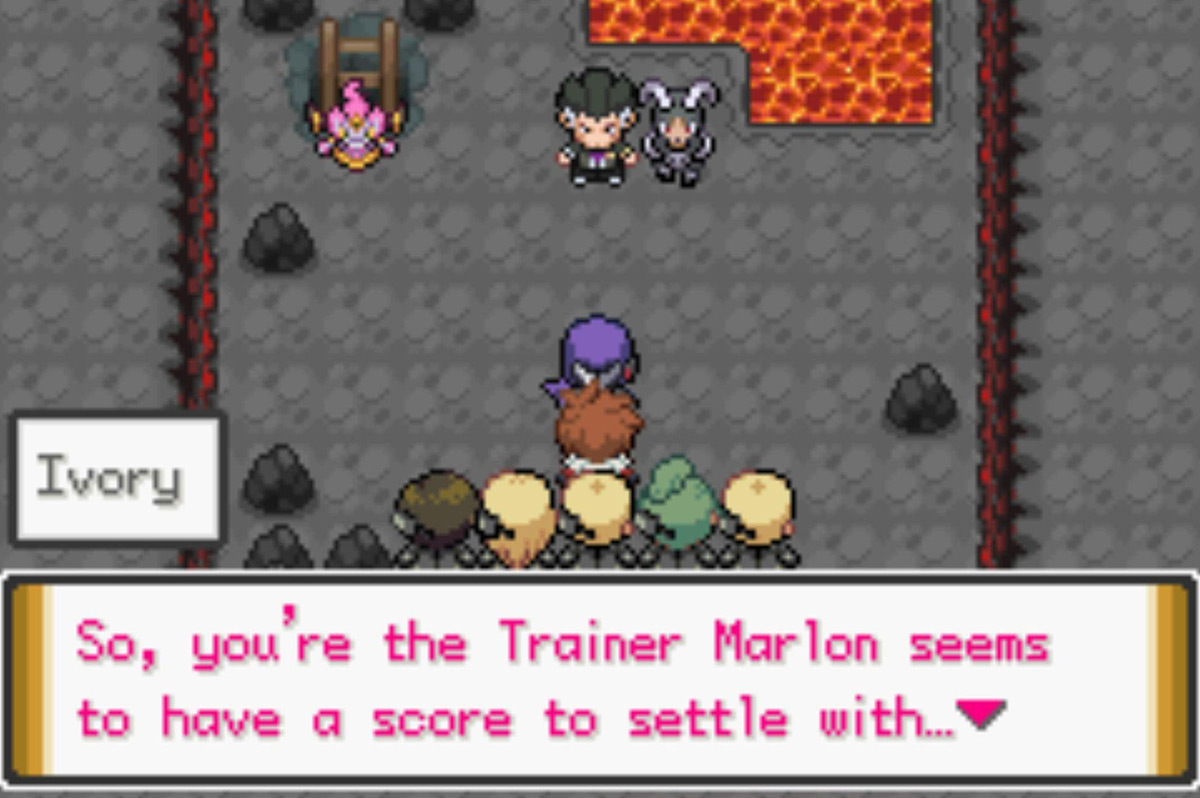 Ivory
So, you're the Trainer Marlon seems
to have a score to settle with…